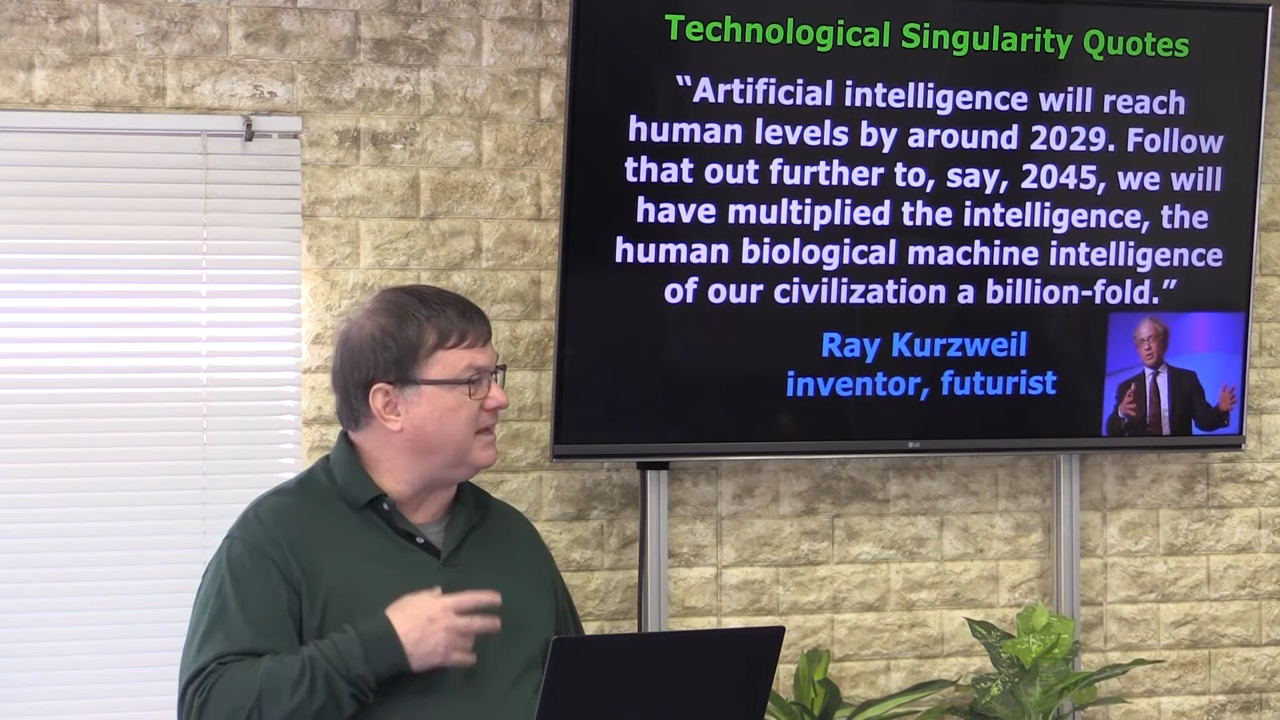 Technological Singularity Quotes
“Artificial intelligence will reach
human levels by around 2029. Follow
that out further to, say, 2045, we will
have multiplied the intelligence, the
human biological machine intelligence
of our civilization a billion-fold.”
Ray Kurzweil
inventor, futurist
LG